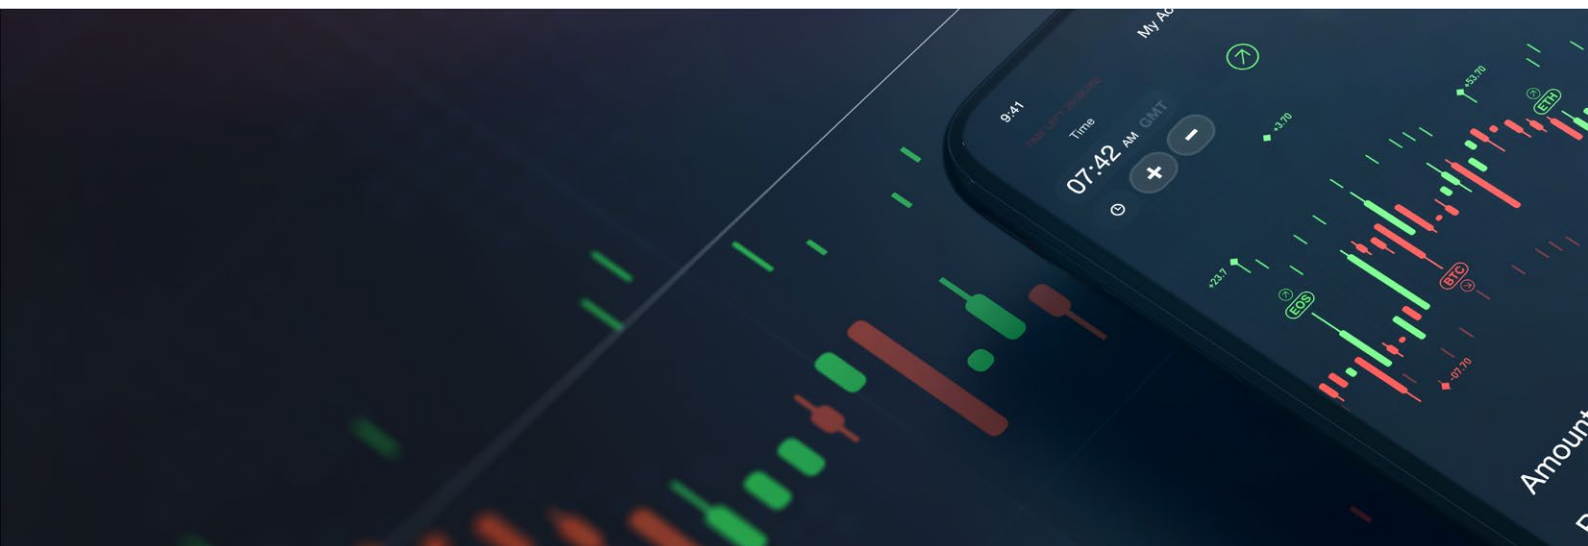 My Ac
9:41
Time
07:42 AM GMT
+
-
+3.70
+53.70
ETH
+23.7
EOS
BTC
-07.70
Amount